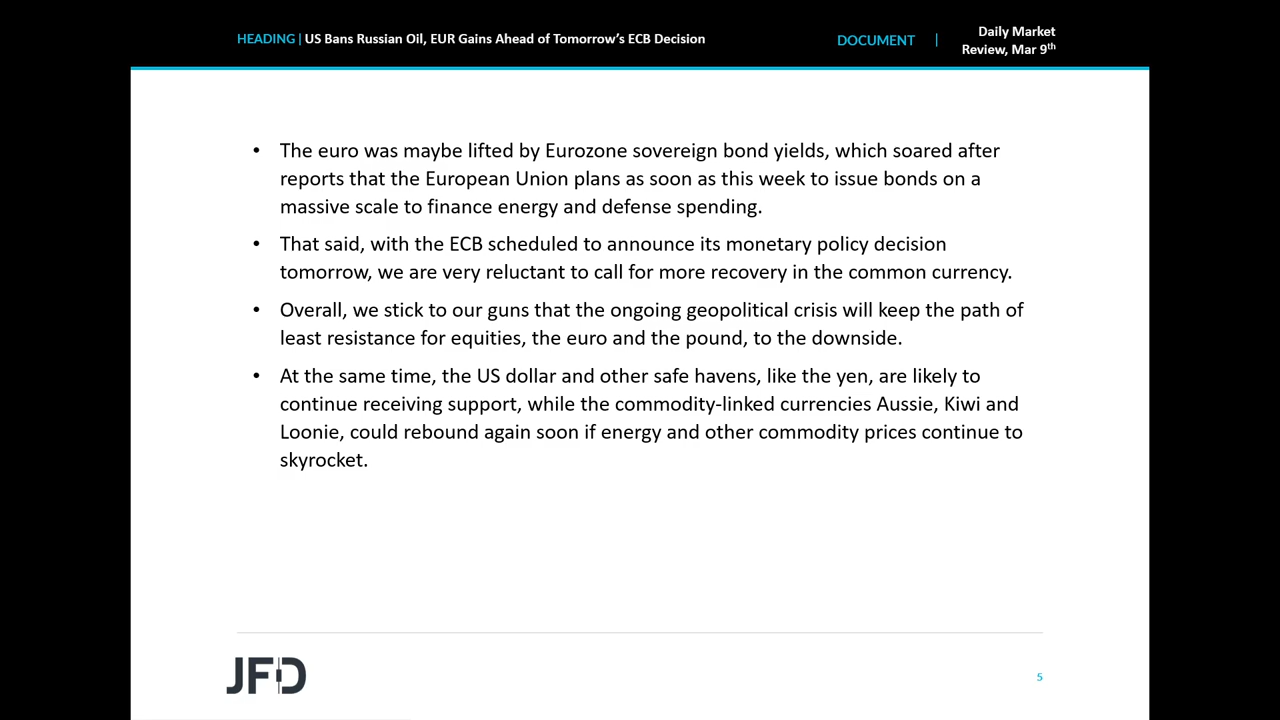 HEADING | US Bans Russian Oil, EUR Gains Ahead of Tomorrow’s ECB Decision
DOCUMENT |
Daily Market
Review, Mar 9th
• The euro was maybe lifted by Eurozone sovereign bond yields, which soared after
reports that the European Union plans as soon as this week to issue bonds on a
massive scale to finance energy and defense spending.
• That said, with the ECB scheduled to announce its monetary policy decision
tomorrow, we are very reluctant to call for more recovery in the common currency.
• Overall, we stick to our guns that the ongoing geopolitical crisis will keep the path of
least resistance for equities, the euro and the pound, to the downside.
• At the same time, the US dollar and other safe havens, like the yen, are likely to
continue receiving support, while the commodity-linked currencies Aussie, Kiwi and
Loonie, could rebound again soon if energy and other commodity prices continue to
skyrocket.
JFD
5